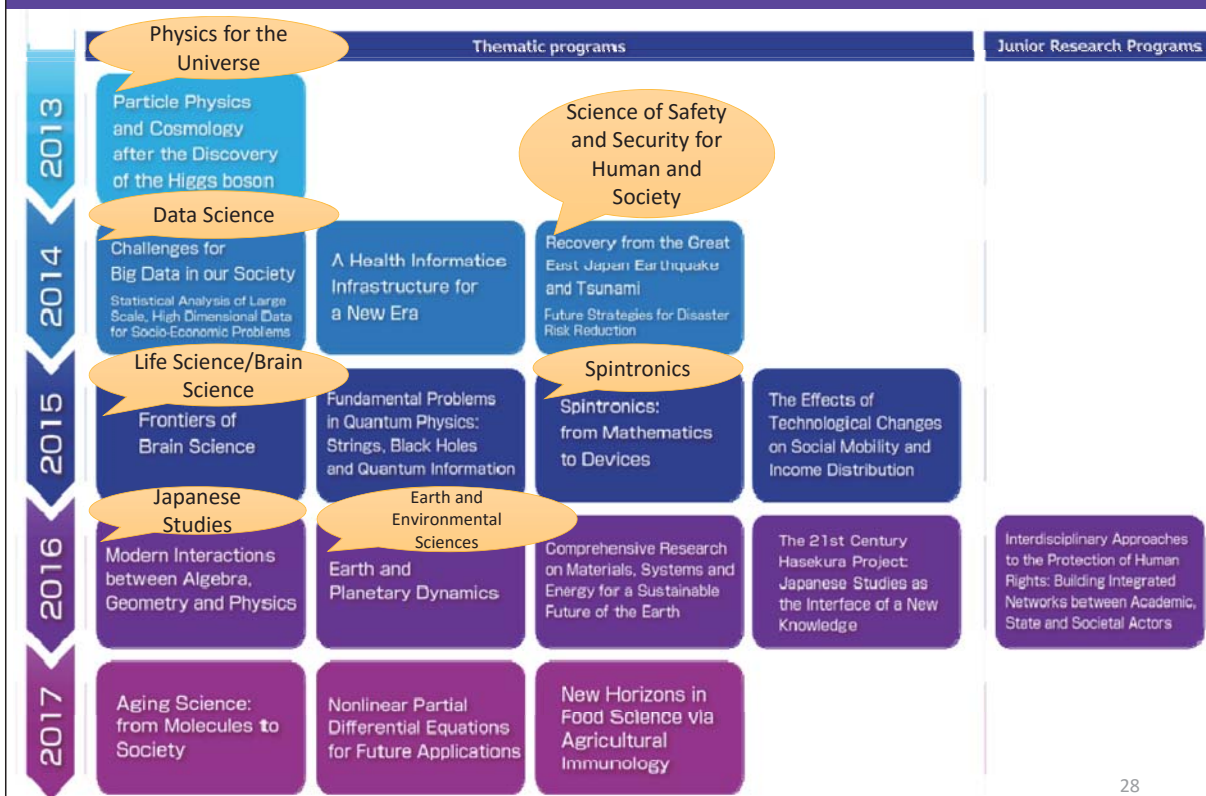 Physics for the
Universe
Thematic programs
Junior Research Programs
2013
Particle Physics
and Cosmology
after the Discovery
of the Higgs boson
Science of Safety
and Security for
Human and
Society
2014
Data Science
Challenges for
Big Data in our Society
Statistical Analysis of Large
Scale, High Dimensional Data
for Socio-Economic Problems
A Health Informatics
Infrastructure for
a New Era
Recovery from the Great
East Japan Earthquake
and Tsunami
Future Strategies for Disaster
Risk Reduction
2015
Life Science/Brain
Science
Frontiers of
Brain Science
Fundamental Problems
in Quantum Physics:
Strings, Black Holes
and Quantum Information
Spintronics
Spintronics:
from Mathematics
to Devices
The Effects of
Technological Changes
on Social Mobility and
Income Distribution
2016
Japanese
Studies
Modern Interactions
between Algebra,
Geometry and Physics
Earth and
Environmental
Sciences
Earth and
Planetary Dynamics
Comprehensive Research
on Materials, Systems and
Energy for a Sustainable
Future of the Earth
The 21st Century
Hasekura Project:
Japanese Studies as
the Interface of a New
Knowledge
Interdisciplinary Approaches
to the Protection of Human
Rights: Building Integrated
Networks between Academic,
State and Societal Actors
2017
Aging Science:
from Molecules to
Society
Nonlinear Partial
Differential Equations
for Future Applications
New Horizons in
Food Science via
Agricultural
Immunology
28